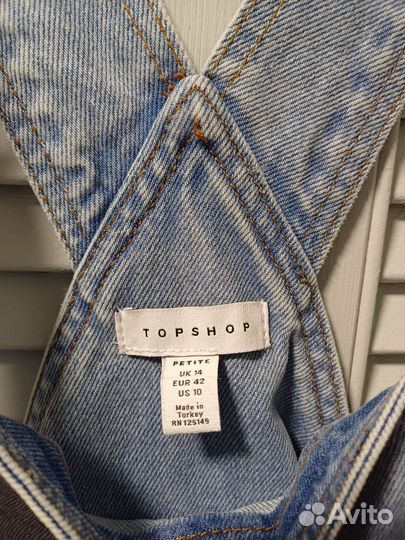 TOPSHOP
PETITE
UK 14
EUR 42
US 10
Made in
Turkey
RN 125149
Avito